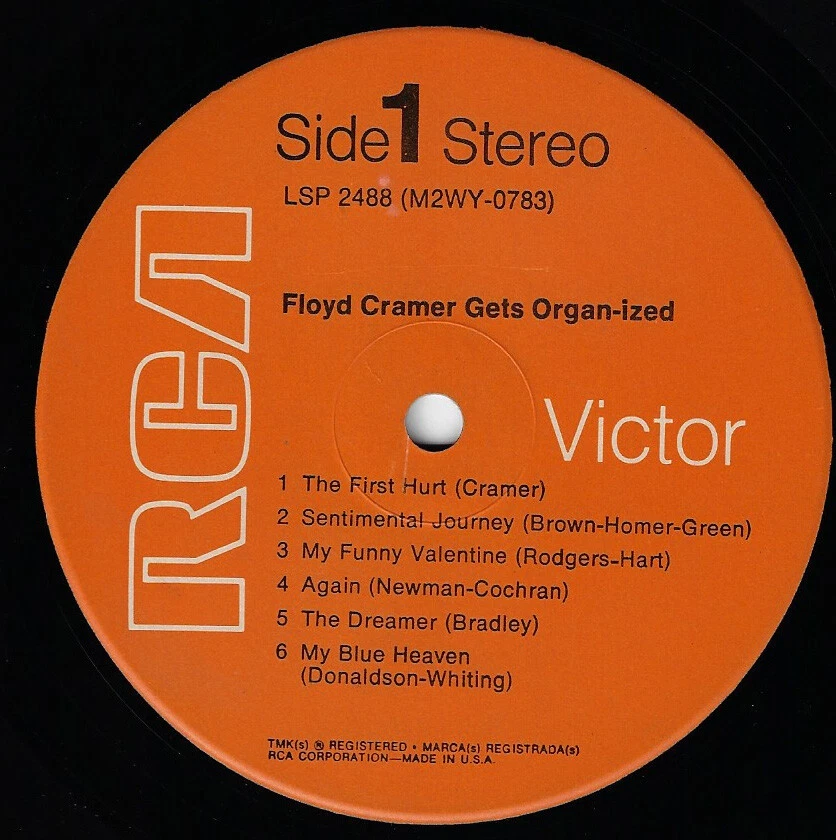 Side 1 Stereo
LSP 2488 (M2WY-0783)
RCA
Floyd Cramer Gets Organ-ized
Victor
1 The First Hurt (Cramer)
2 Sentimental Journey (Brown-Homer-Green)
3 My Funny Valentine (Rodgers-Hart)
4 Again (Newman-Cochran)
5 The Dreamer (Bradley)
6 My Blue Heaven
(Donaldson-Whiting)
TMK(s) ® REGISTERED • MARCA(s) REGISTRADA(s)
RCA CORPORATION—MADE IN U.S.A.